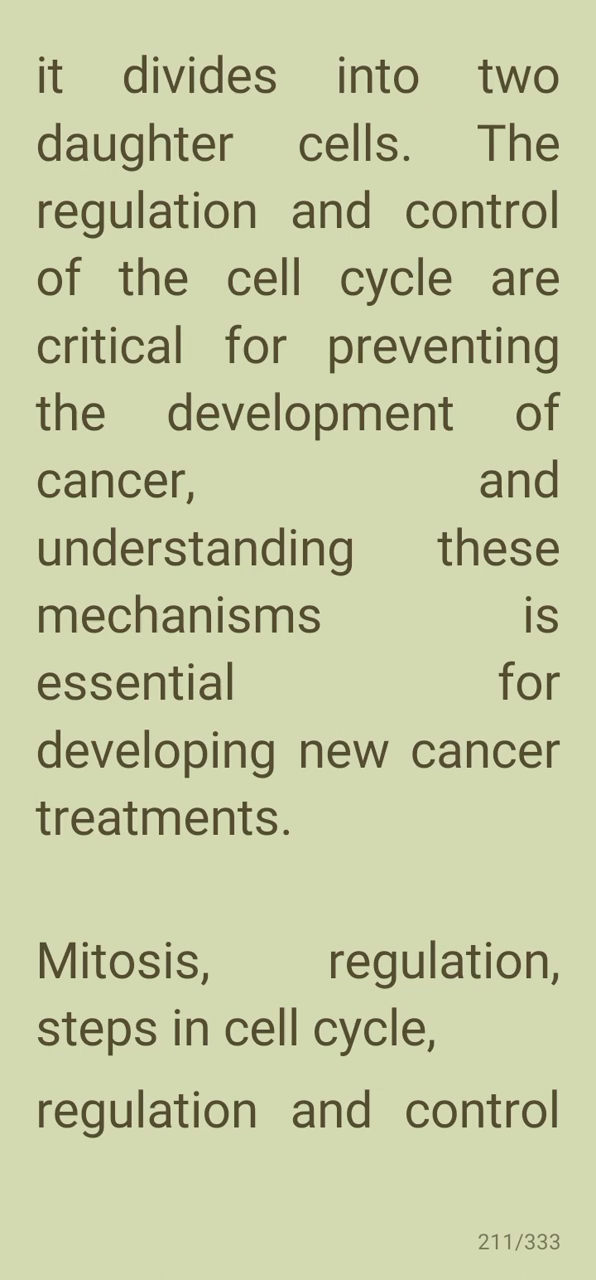 it divides into two
daughter cells. The
regulation and control
of the cell cycle are
critical for preventing
the development of
cancer, and
understanding these
mechanisms is
essential for
developing new cancer
treatments.
Mitosis, regulation,
steps in cell cycle,
regulation and control
211/333